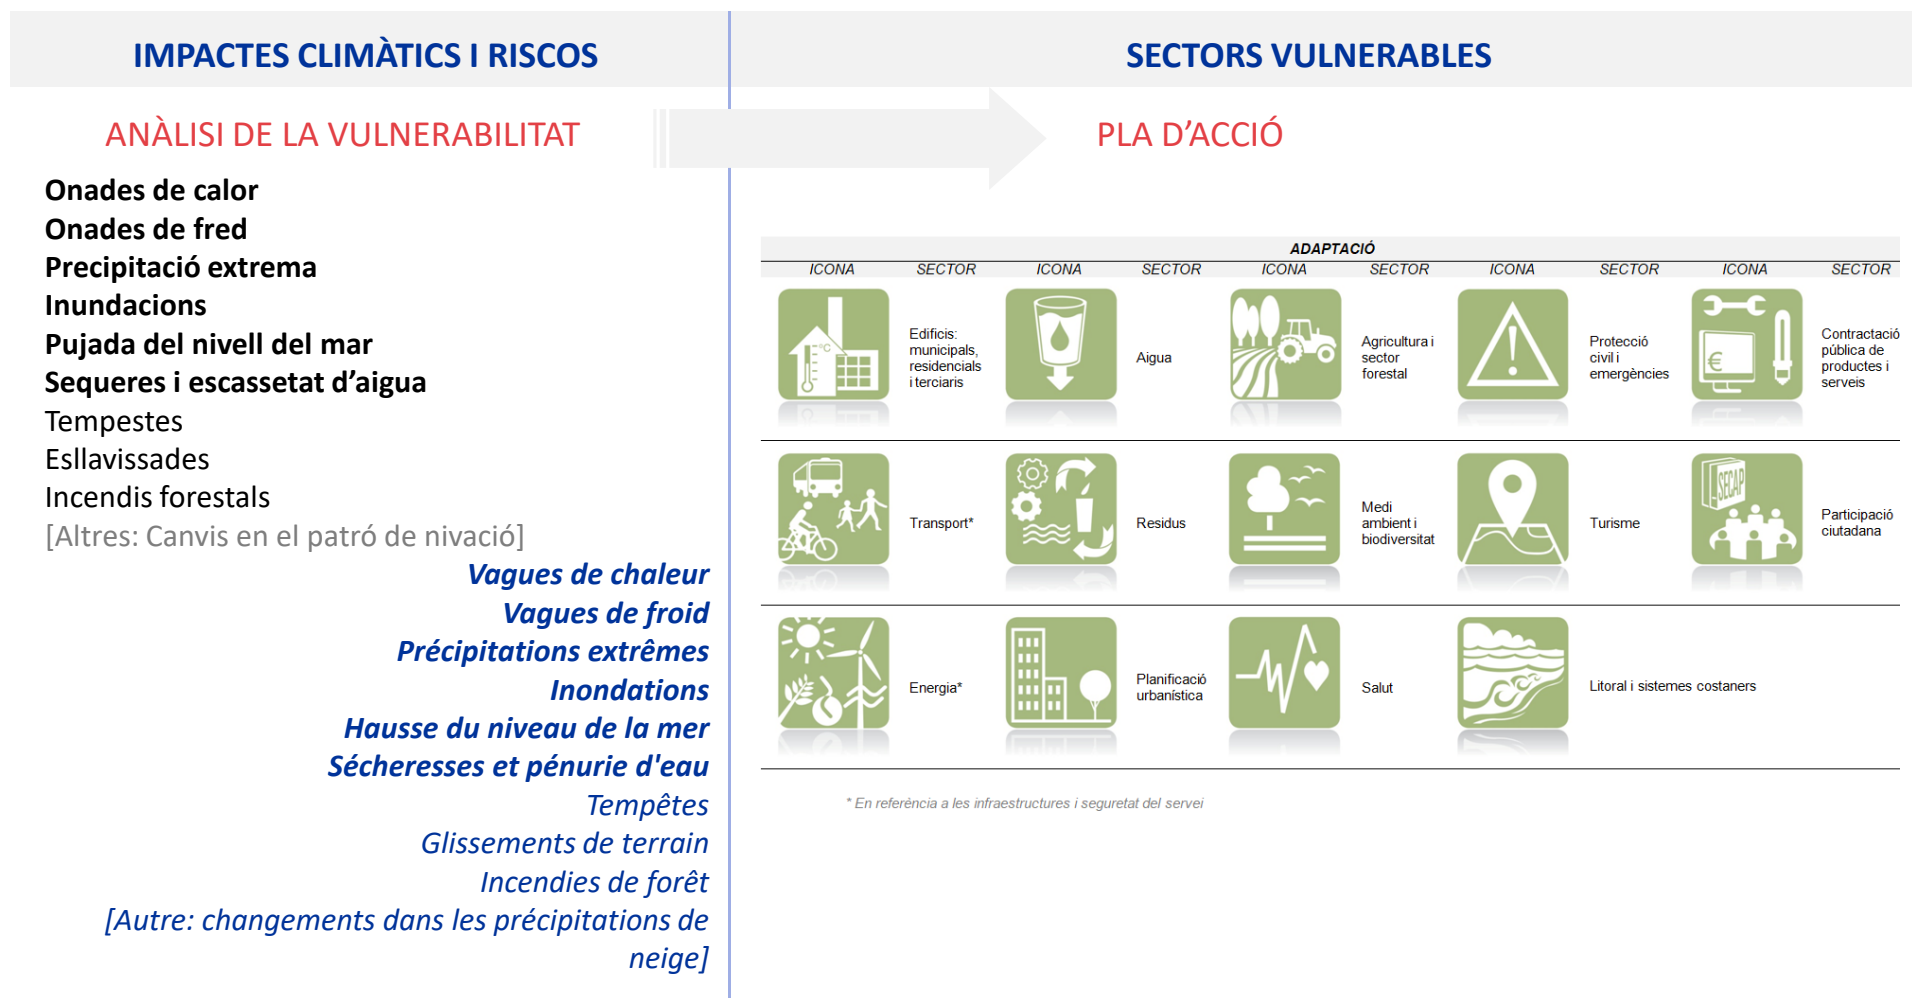 IMPACTES CLIMÀTICS I RISCOS
SECTORS VULNERABLES
ANÀLISI DE LA VULNERABILITAT
PLA D’ACCIÓ
Onades de calor
Onades de fred
Precipitació extrema
Inundacions
Pujada del nivell del mar
Sequeres i escassetat d’aigua
Tempestes
Esllavissades
Incendis forestals
[Altres: Canvis en el patró de nivació]
Vagues de chaleur
Vagues de froid
Précipitations extrêmes
Inondations
Hausse du niveau de la mer
Sécheresses et pénurie d'eau
Tempêtes
Glissements de terrain
Incendies de forêt
[Autre: changements dans les précipitations de
neige]
ADAPTACIÓ
ICONA SECTOR ICONA SECTOR ICONA SECTOR ICONA SECTOR ICONA SECTOR
°C
Edificis:
municipals,
residencials
i terciaris
Aigua
Agricultura i
sector
forestal
Protecció
civil i
emergències
€
Contractació
pública de
productes i
serveis
Transport*
Residus
Medi
ambient i
biodiversitat
Turisme
SECAP
Participació
ciutadana
Energia*
Planificació
urbanística
Salut
Litoral i sistemes costaners
* En referència a les infraestructures i seguretat del servei